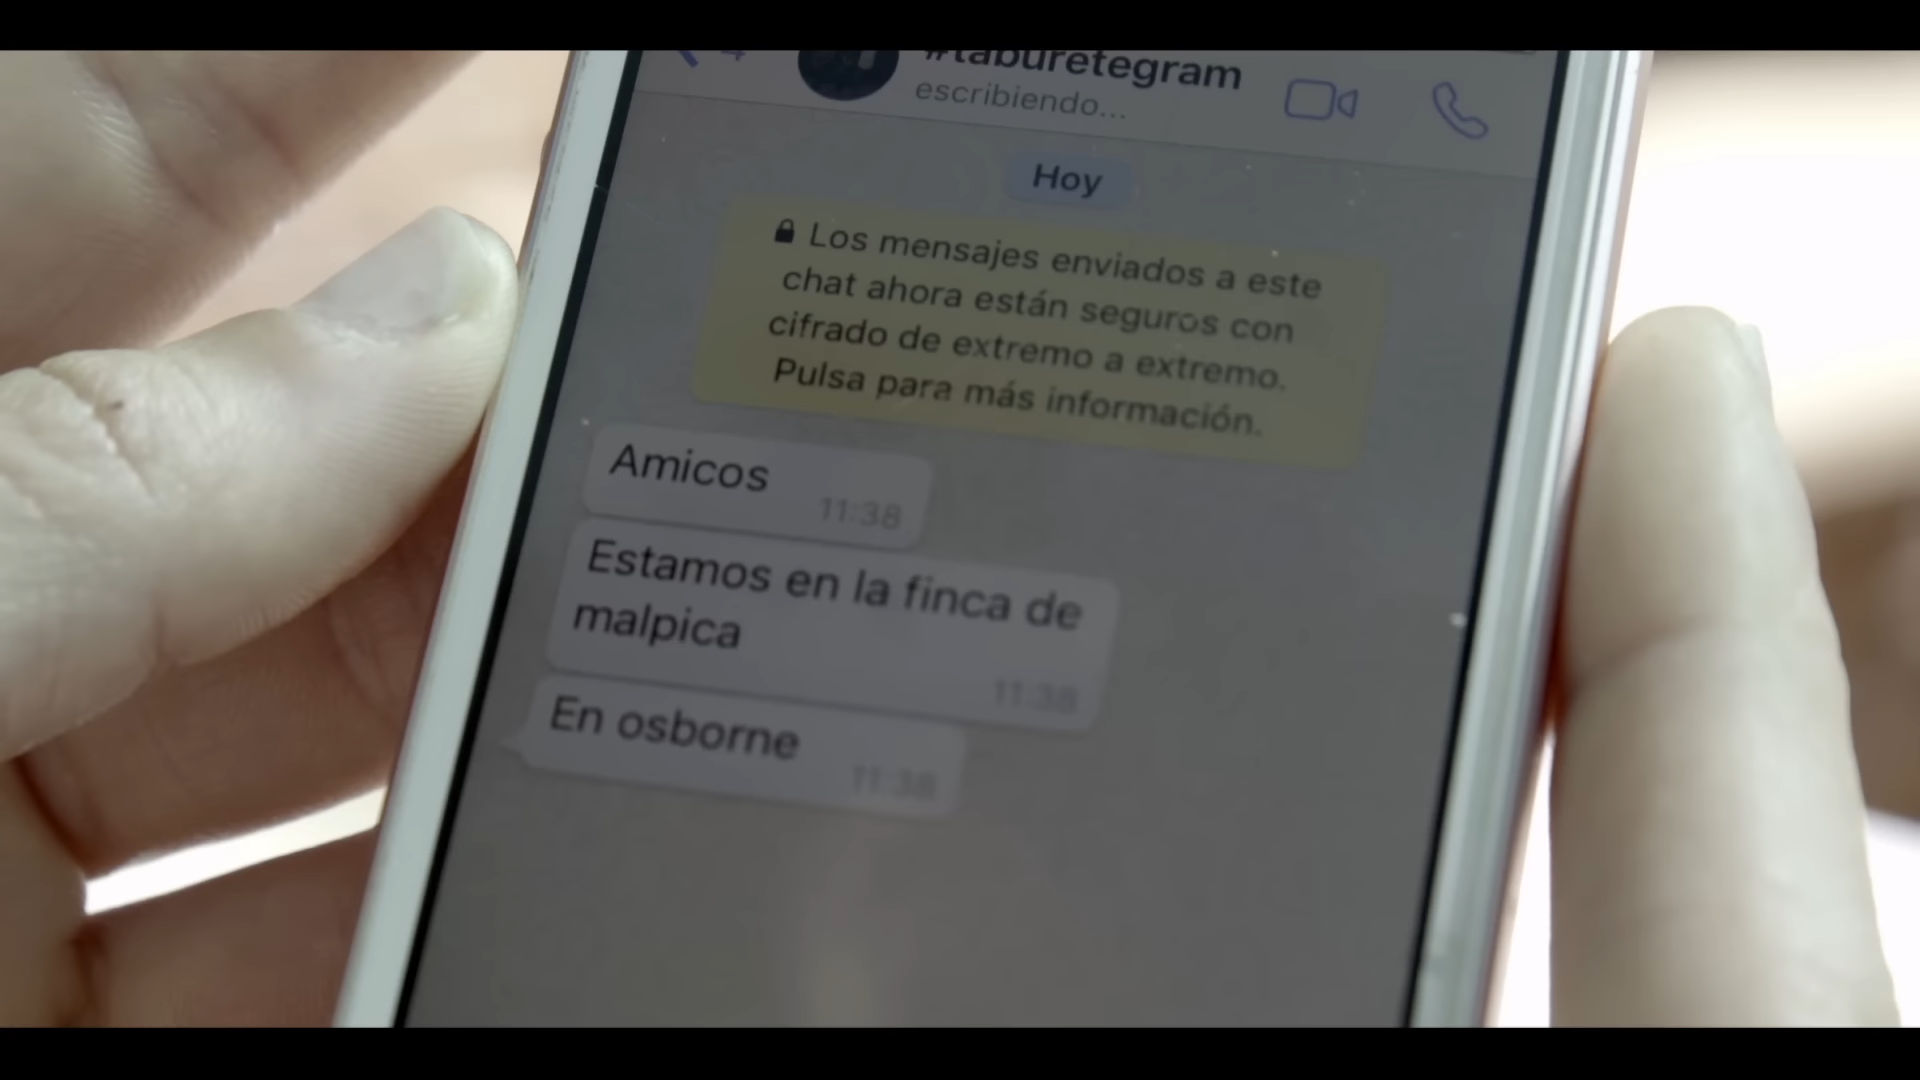 #taburetegram
escribiendo...
Hoy
Los mensajes enviados a este
chat ahora están seguros con
cifrado de extremo a extremo.
Pulsa para más información.
Amicos
11:38
Estamos en la finca de
malpica
11:38
En osborne
11:38